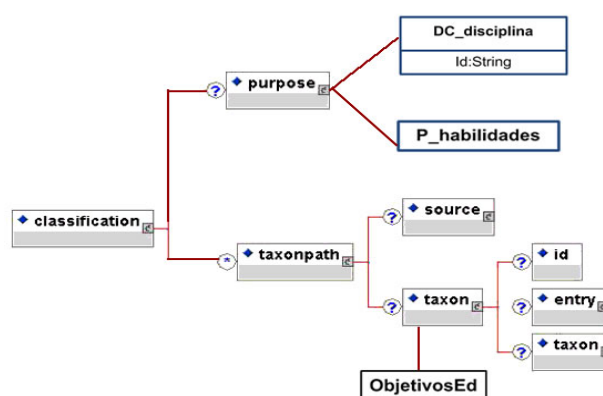 DC_disciplina
Id:String
? purpose
P_habilidades
classification
? source
* taxonpath
? id
? taxon
? entry
? taxon
ObjetivosEd